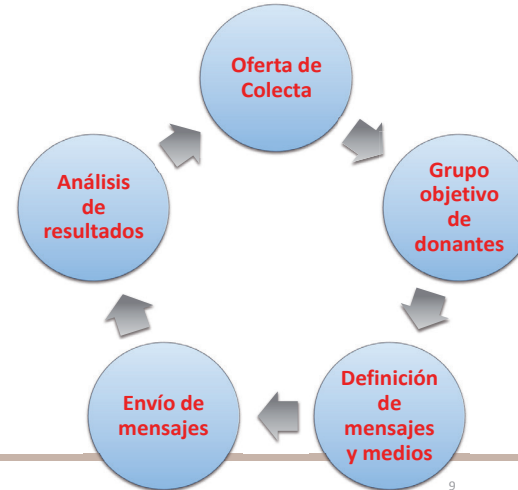 Oferta de
Colecta
Grupo
objetivo
de
donantes
Definición
de
mensajes
y medios
Envío de
mensajes
Análisis
de
resultados
9